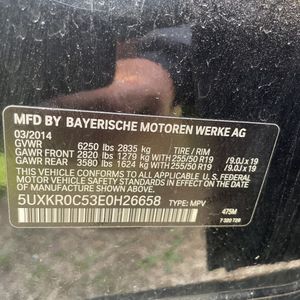 MFD BY BAYERISCHE MOTOREN WERKE AG
03/2014
GVWR 6250 lbs 2835 kg TIRE / RIM
GAWR FRONT 2820 lbs 1279 kg WITH 255/50 R19 /9.0J x 19
GAWR REAR 3580 lbs 1624 kg WITH 255/50 R19 /9.0J x 19
THIS VEHICLE CONFORMS TO ALL APPLICABLE
FEDERAL MOTOR VEHICLE SAFETY STANDARDS IN
EFFECT ON THE DATE OF MANUFACTURE SHOWN ABOVE
5UXKR0C53E0H26658 TYPE: MPV
475M